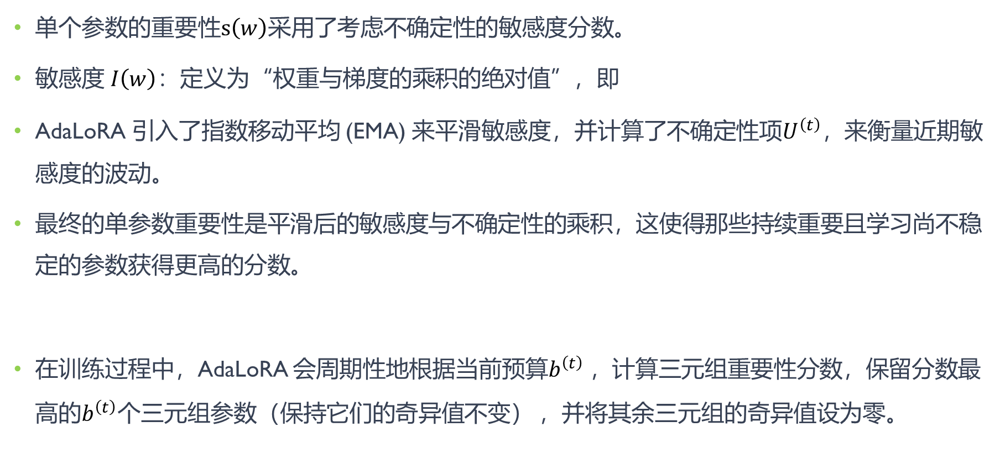 • 单个参数的重要性s(w)采用了考虑不确定性的敏感度分数。
• 敏感度 I(w)：定义为“权重与梯度的乘积的绝对值”，即
• AdaLoRA 引入了指数移动平均 (EMA) 来平滑敏感度，并计算了不确定性项U^(t)，来衡量近期敏
感度的波动。
• 最终的单参数重要性是平滑后的敏感度与不确定性的乘积，这使得那些持续重要且学习尚不稳
定的参数获得更高的分数。
• 在训练过程中，AdaLoRA 会周期性地根据当前预算b^(t) ，计算三元组重要性分数，保留分数最
高的b^(t)个三元组参数（保持它们的奇异值不变），并将其余三元组的奇异值设为零。